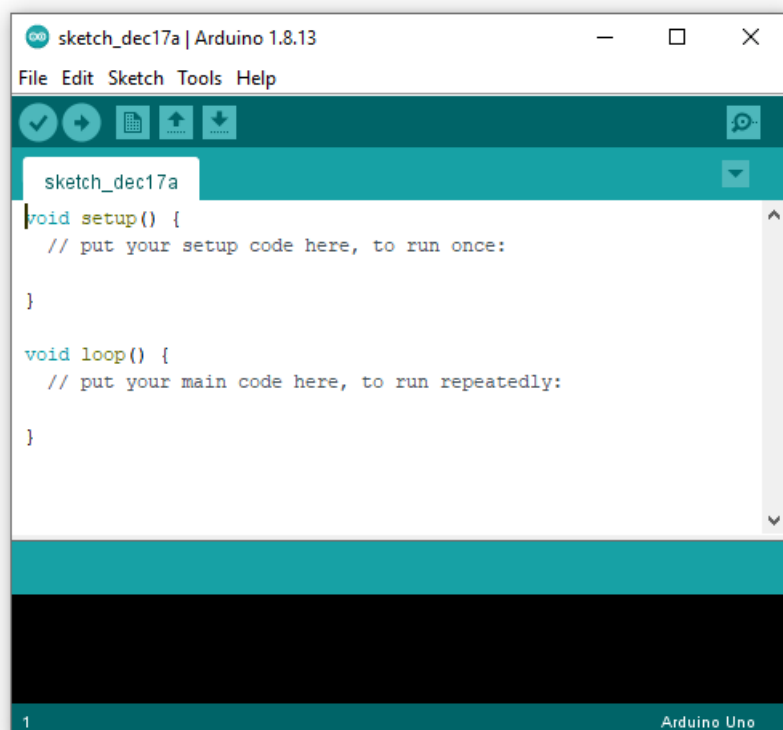 sketch_dec17a | Arduino 1.8.13
File Edit Sketch Tools Help
sketch_dec17a
void setup() {
  // put your setup code here, to run once:
}
void loop() {
  // put your main code here, to run repeatedly:
}
1
Arduino Uno